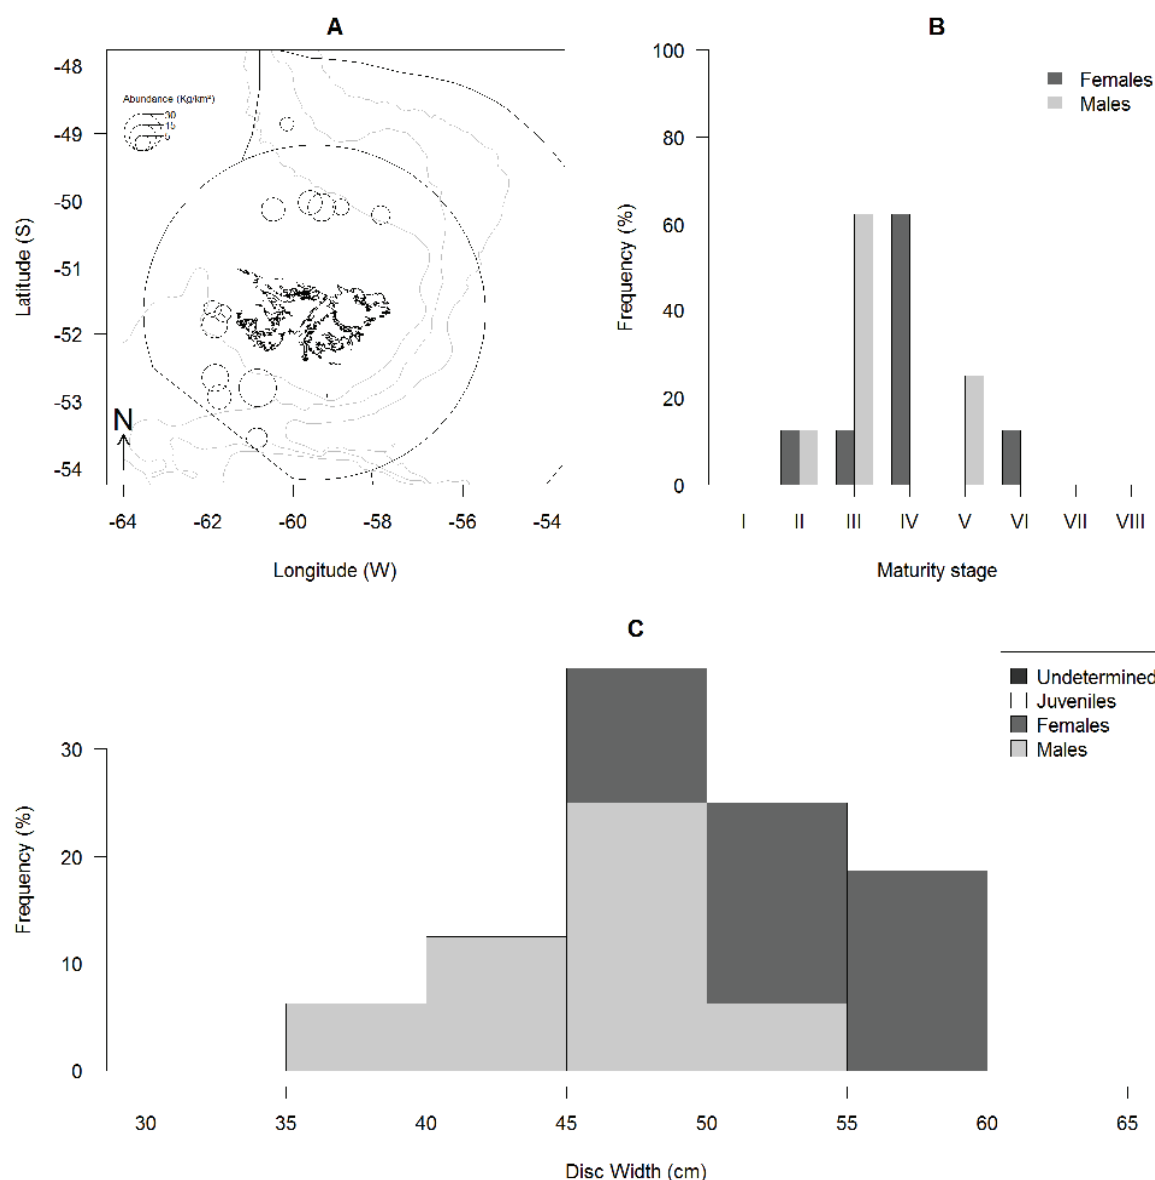 A
-48
-49
-50
-51
-52
-53
-54
Latitude (S)
Abundance (Kg/km²)
30
15
5
N
-64
-62
-60
-58
-56
-54
Longitude (W)
B
100
80
60
40
20
0
Frequency (%)
Females
Males
I
II
III
IV
V
VI
VII
VIII
Maturity stage
C
Undetermined
Juveniles
Females
Males
30
20
10
0
Frequency (%)
30
35
40
45
50
55
60
65
Disc Width (cm)